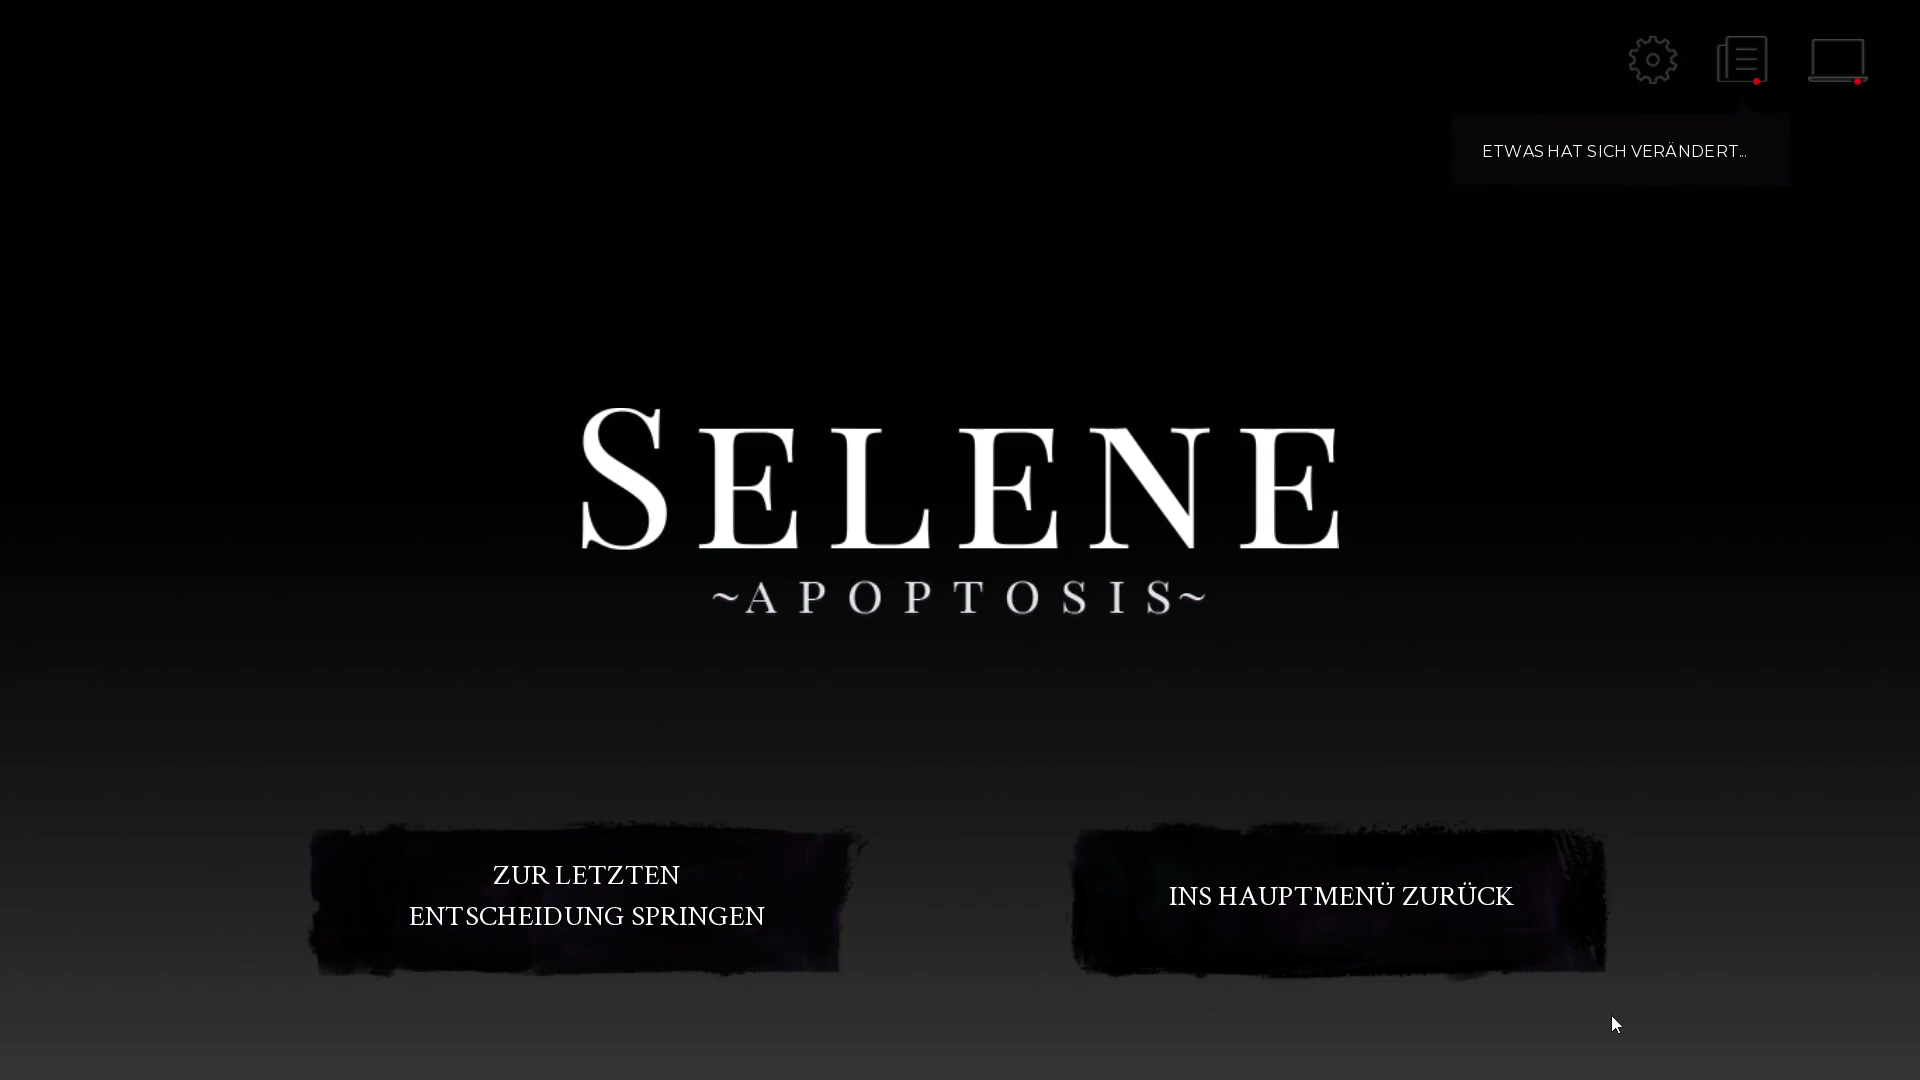 ETWAS HAT SICH VERÄNDERT...
SELENE
~APOPTOSIS~
ZUR LETZTEN
ENTSCHEIDUNG SPRINGEN
INS HAUPTMENÜ ZURÜCK